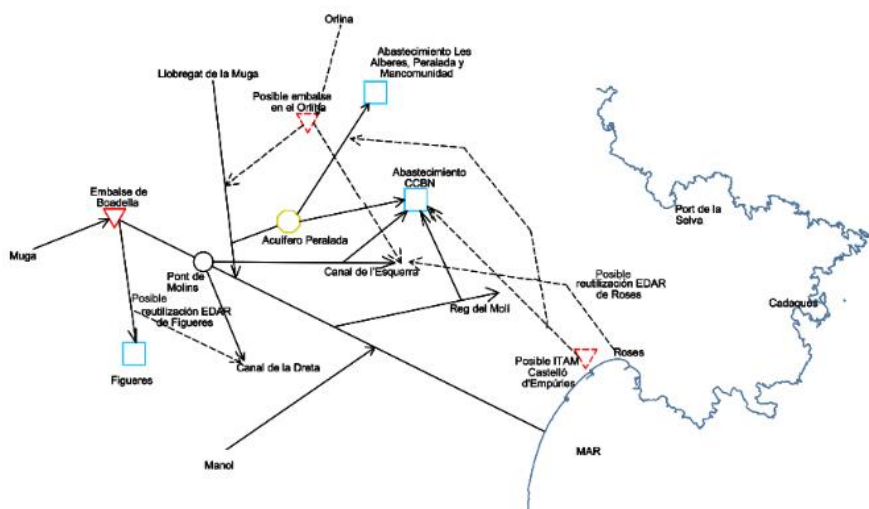 Orlina
Abastecimiento Les
Alberes, Peralada y
Mancomunidad
Llobregat de la Muga
Posible embalse
en el Orlina
Abastecimiento
CCBN
Embalse de
Boadella
Port de la
Selva
Muga
Acuífero Peralada
Pont de
Molins
Canal de l'Esquerra
Posible
reutilización EDAR
de Roses
Cadaqués
Posible
reutilización EDAR
de Figueres
Reg del Molí
Figueres
Canal de la Dreta
Posible ITAM
Castelló
d'Empúries
Roses
Manol
MAR